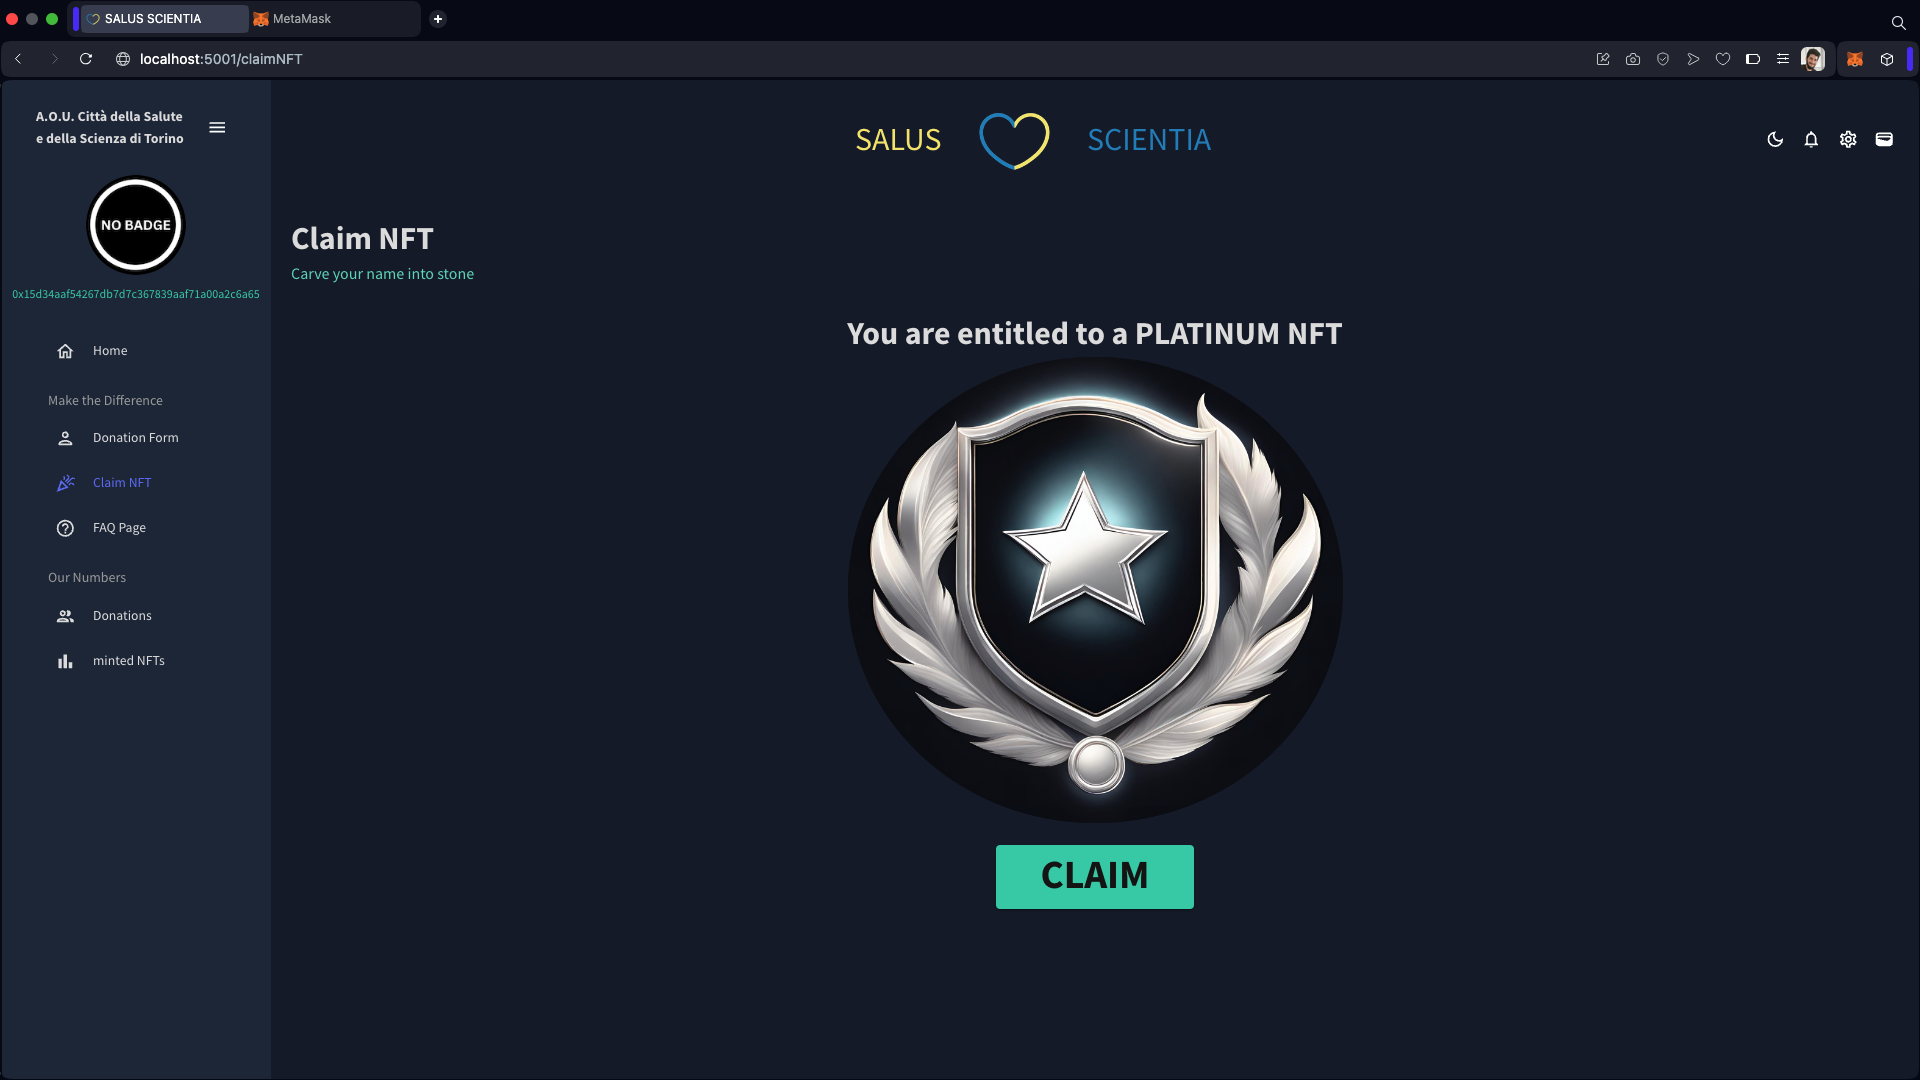 SALUS SCIENTIA
MetaMask
localhost:5001/claimNFT
A.O.U. Città della Salute
e della Scienza di Torino
NO BADGE
0x15d34aaf54267db7d7c367839aaf71a00a2c6a65
Home
Make the Difference
Donation Form
Claim NFT
FAQ Page
Our Numbers
Donations
minted NFTs
SALUS SCIENTIA
Claim NFT
Carve your name into stone
You are entitled to a PLATINUM NFT
CLAIM